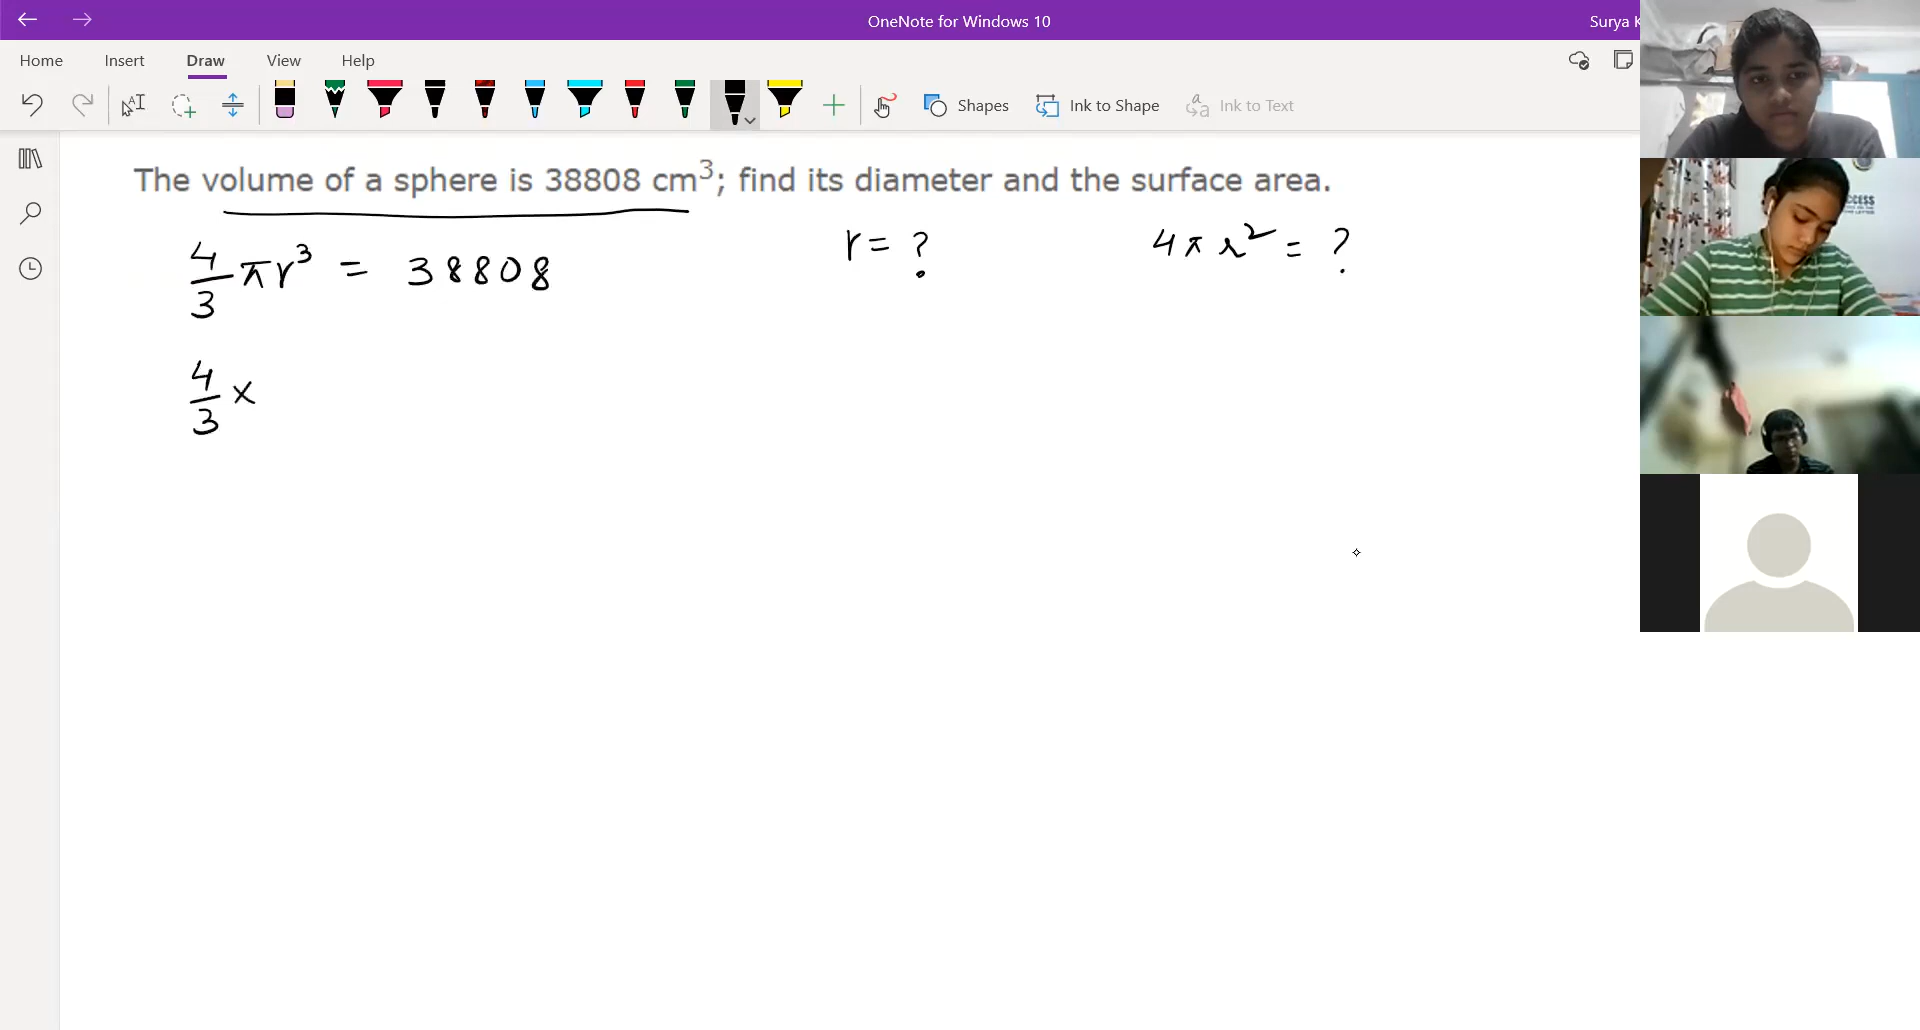 OneNote for Windows 10
Surya K
Home Insert Draw View Help
Shapes Ink to Shape Ink to Text
The volume of a sphere is 38808 cm³; find its diameter and the surface area.
4/3 πr³ = 38808
r = ?
4πr² = ?
4/3 ×